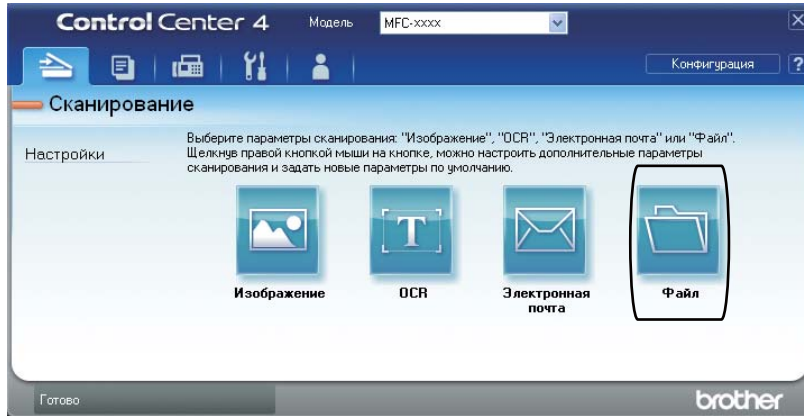 Control Center 4 Модель MFC-xxxx
Конфигурация ?
Сканирование
Настройки
Выберите параметры сканирования: "Изображение", "OCR", "Электронная почта" или "Файл".
Щелкнув правой кнопкой мыши на кнопке, можно настроить дополнительные параметры
сканирования и задать новые параметры по умолчанию.
T
Изображение OCR Электронная Файл
почта
Готово brother